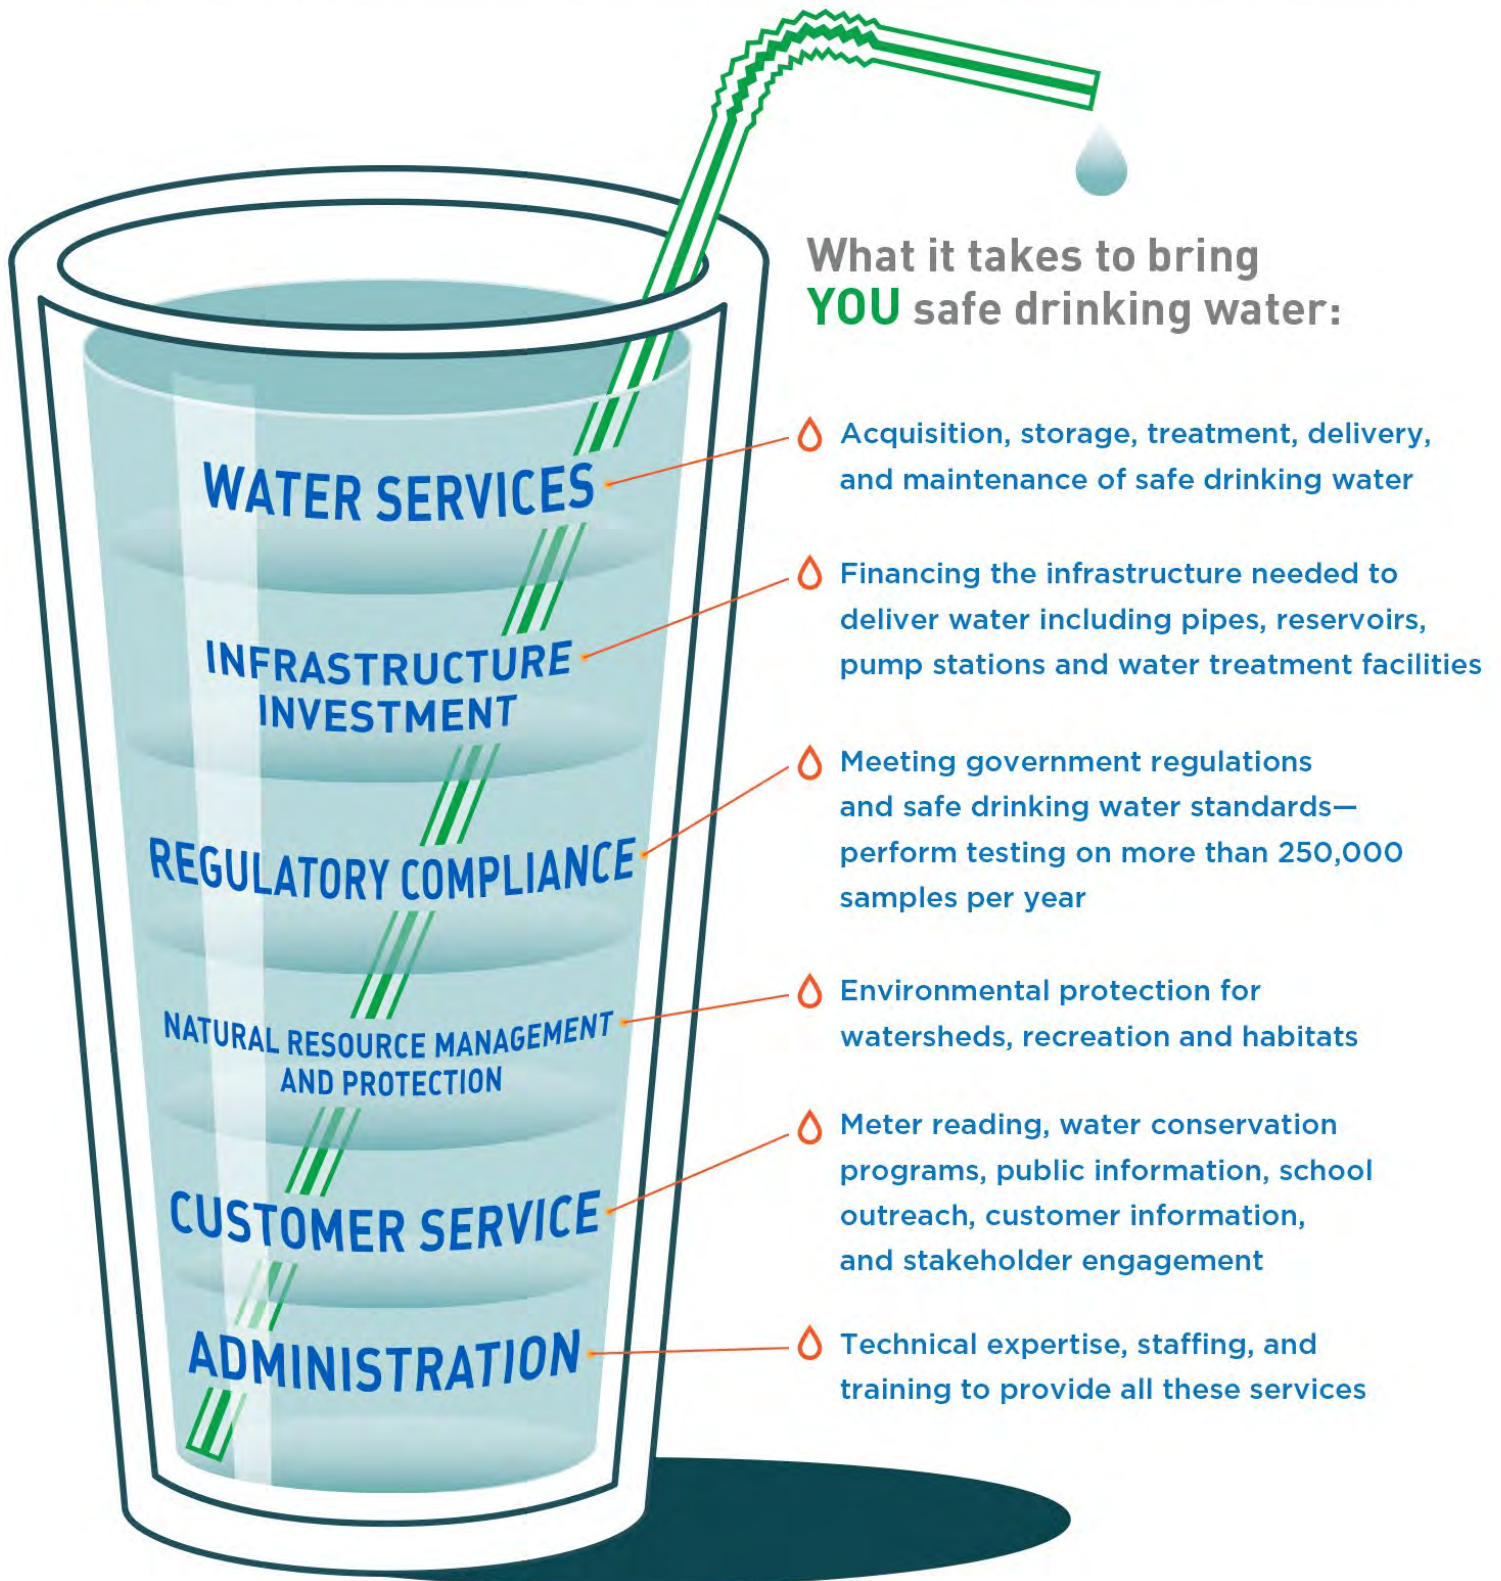 What it takes to bring
YOU safe drinking water:
WATER SERVICES
Acquisition, storage, treatment, delivery,
and maintenance of safe drinking water
INFRASTRUCTURE
INVESTMENT
Financing the infrastructure needed to
deliver water including pipes, reservoirs,
pump stations and water treatment facilities
REGULATORY COMPLIANCE
Meeting government regulations
and safe drinking water standards—
perform testing on more than 250,000
samples per year
NATURAL RESOURCE MANAGEMENT
AND PROTECTION
Environmental protection for
watersheds, recreation and habitats
CUSTOMER SERVICE
Meter reading, water conservation
programs, public information, school
outreach, customer information,
and stakeholder engagement
ADMINISTRATION
Technical expertise, staffing, and
training to provide all these services